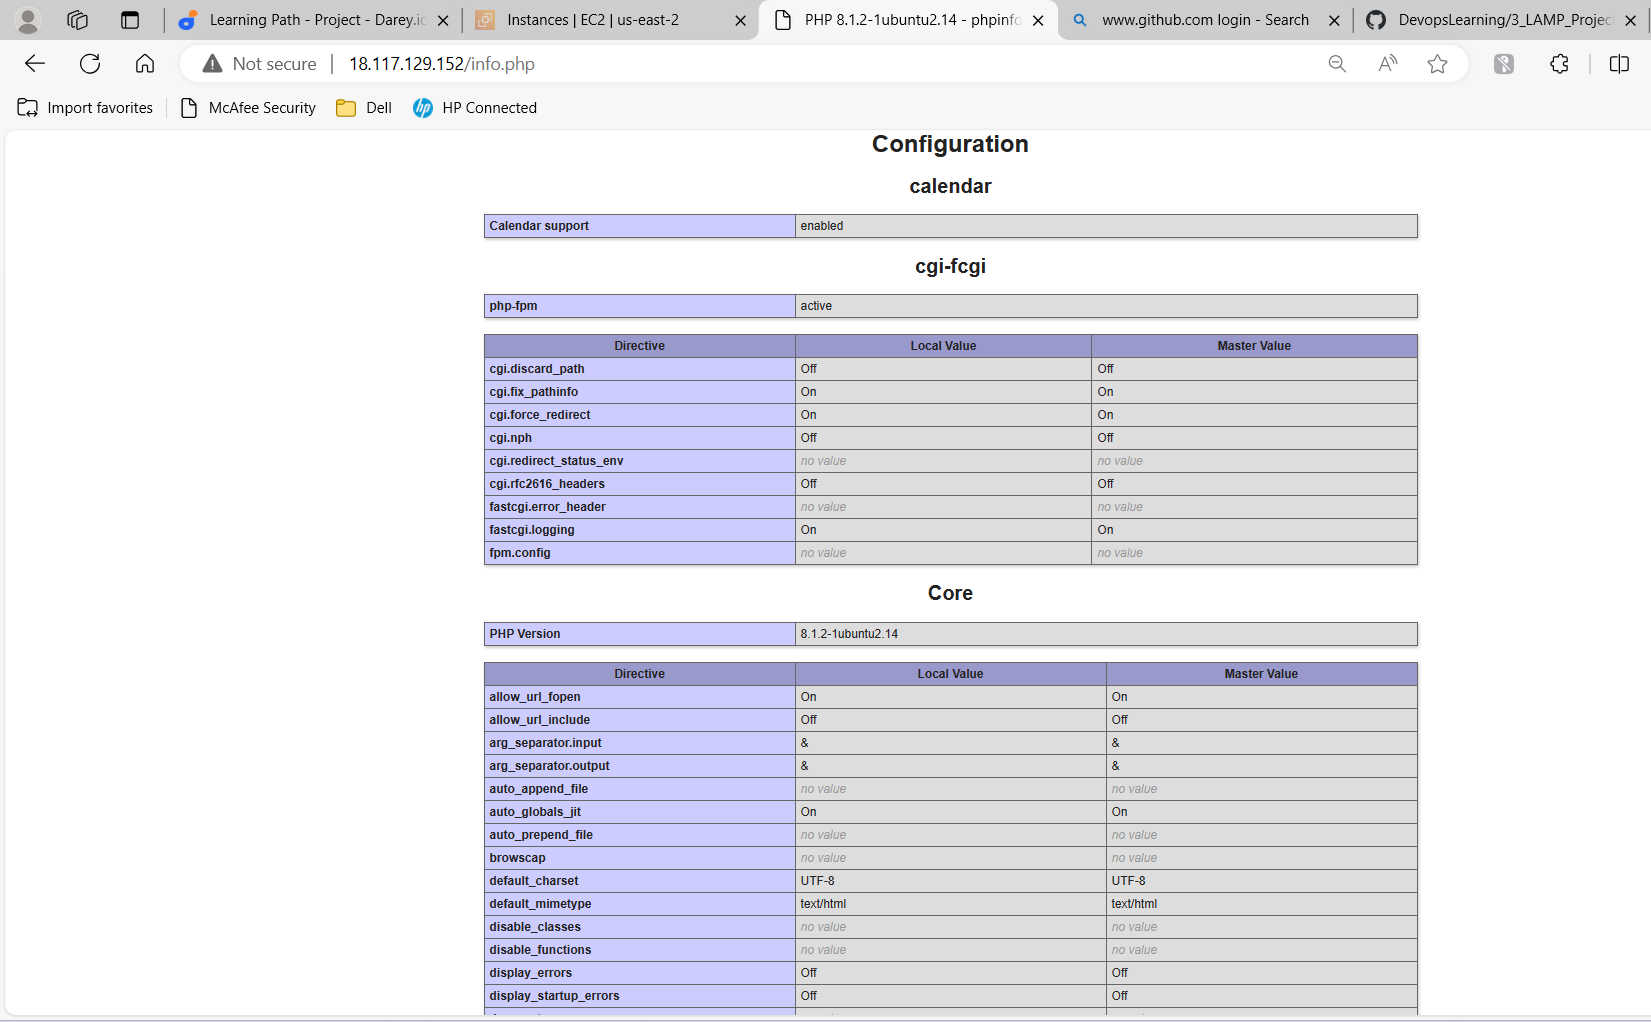 Learning Path - Project - Darey.io
Instances | EC2 | us-east-2
PHP 8.1.2-1ubuntu2.14 - phpinfo
www.github.com login - Search
DevopsLearning/3_LAMP_Projec
Not secure
18.117.129.152/info.php
Import favorites
McAfee Security
Dell
hp
HP Connected
Configuration
calendar
Calendar support enabled
cgi-fcgi
php-fpm active
Directive Local Value Master Value
cgi.discard_path Off Off
cgi.fix_pathinfo On On
cgi.force_redirect On On
cgi.nph Off Off
cgi.redirect_status_env no value no value
cgi.rfc2616_headers Off Off
fastcgi.error_header no value no value
fastcgi.logging On On
fpm.config no value no value
Core
PHP Version 8.1.2-1ubuntu2.14
Directive Local Value Master Value
allow_url_fopen On On
allow_url_include Off Off
arg_separator.input & &
arg_separator.output & &
auto_append_file no value no value
auto_globals_jit On On
auto_prepend_file no value no value
browscap no value no value
default_charset UTF-8 UTF-8
default_mimetype text/html text/html
disable_classes no value no value
disable_functions no value no value
display_errors Off Off
display_startup_errors Off Off